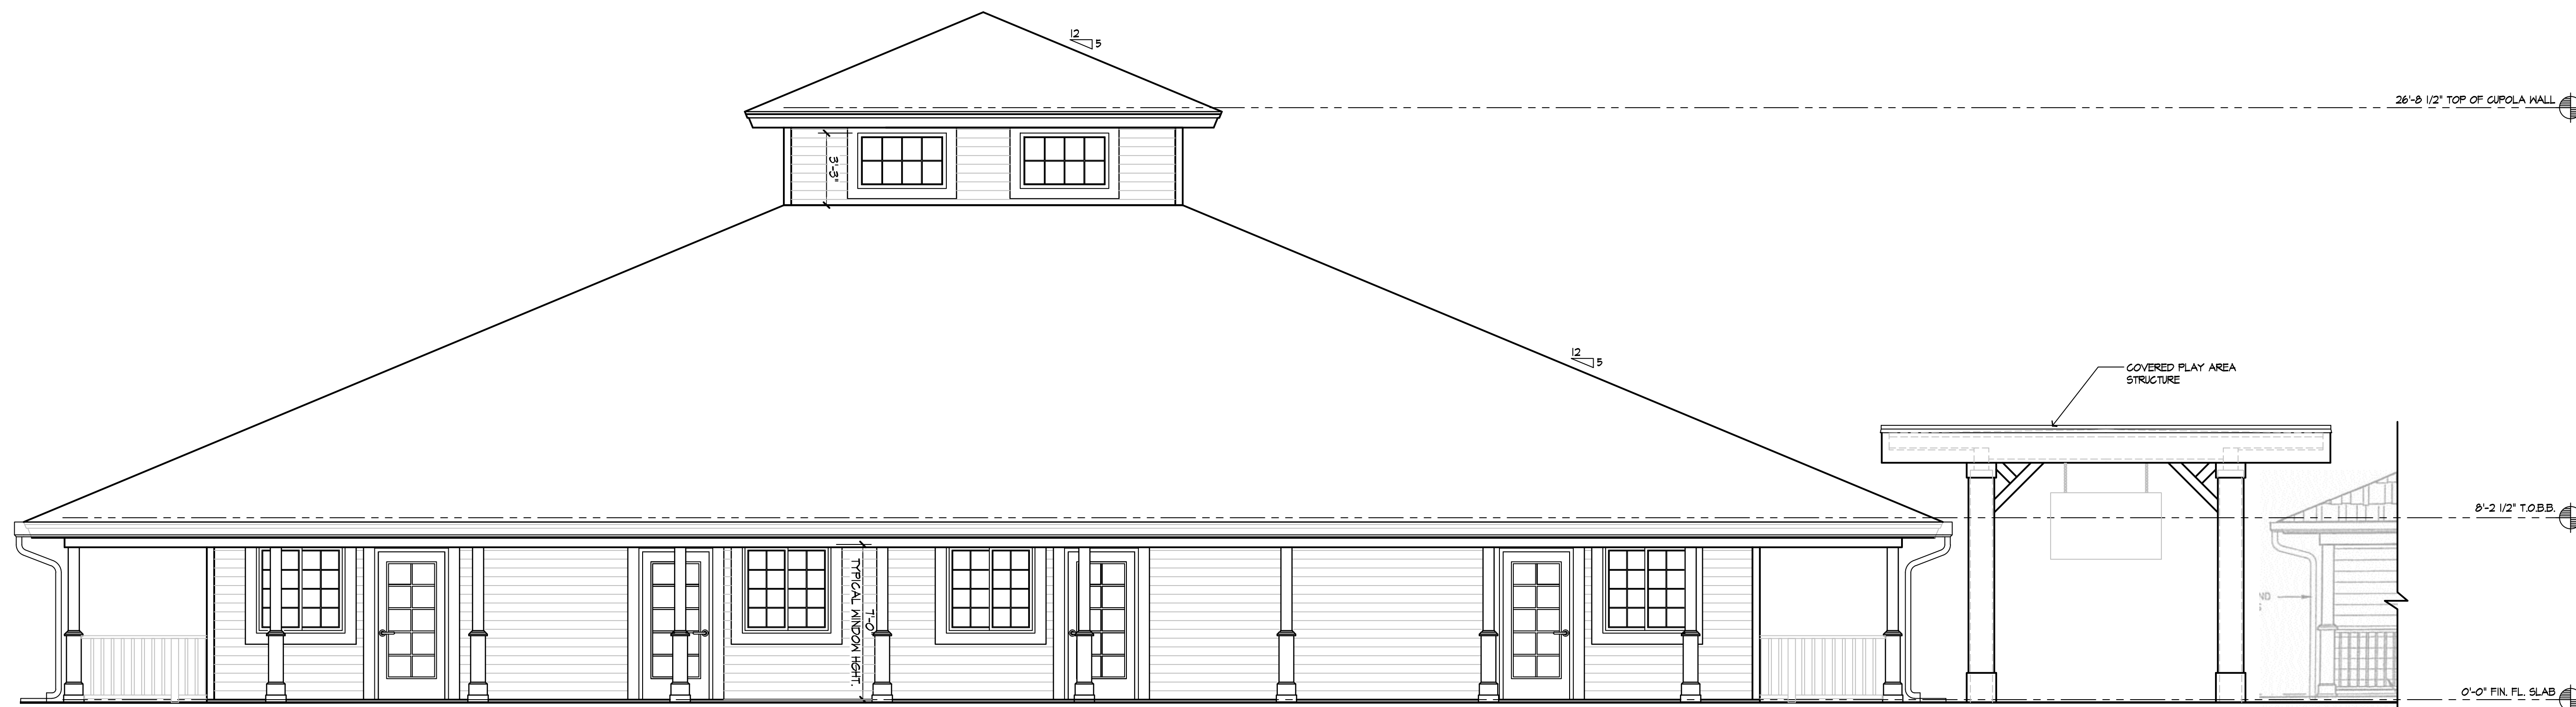 12
5
26'-8 1/2" TOP OF CUPOLA WALL
3'-3"
12
5
COVERED PLAY AREA
STRUCTURE
8'-2 1/2" T.O.B.B.
7'-0"
TYPICAL WINDOW HGHT.
0'-0" FIN. FL. SLAB